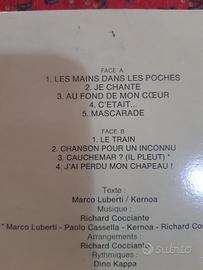 FACE A
1. LES MAINS DANS LES POCHES
2. JE CHANTE
3. AU FOND DE MON CŒUR
4. C'ETAIT...
5. MASCARADE
FACE B
1. LE TRAIN
2. CHANSON POUR UN INCONNU
3. CAUCHEMAR ? (IL PLEUT) *
4. J'AI PERDU MON CHAPEAU !
Texte :
Marco Luberti / Kernoa
Musique :
Richard Cocciante
* Marco Luberti - Paolo Cassella - Kernoa - Richard Co
Arrangements :
Richard Cocciante
Rythmiques :
Dino Kappa
subito